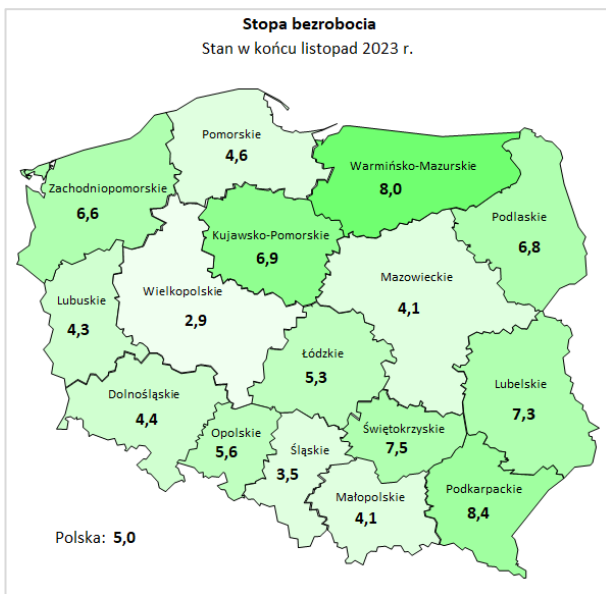 Stopa bezrobocia
Stan w końcu listopad 2023 r.
Pomorskie
4,6
Warmińsko-Mazurskie
8,0
Zachodniopomorskie
6,6
Podlaskie
6,8
Kujawsko-Pomorskie
6,9
Mazowieckie
4,1
Lubuskie
4,3
Wielkopolskie
2,9
Łódzkie
5,3
Lubelskie
7,3
Dolnośląskie
4,4
Opolskie
5,6
Śląskie
3,5
Świętokrzyskie
7,5
Małopolskie
4,1
Podkarpackie
8,4
Polska: 5,0